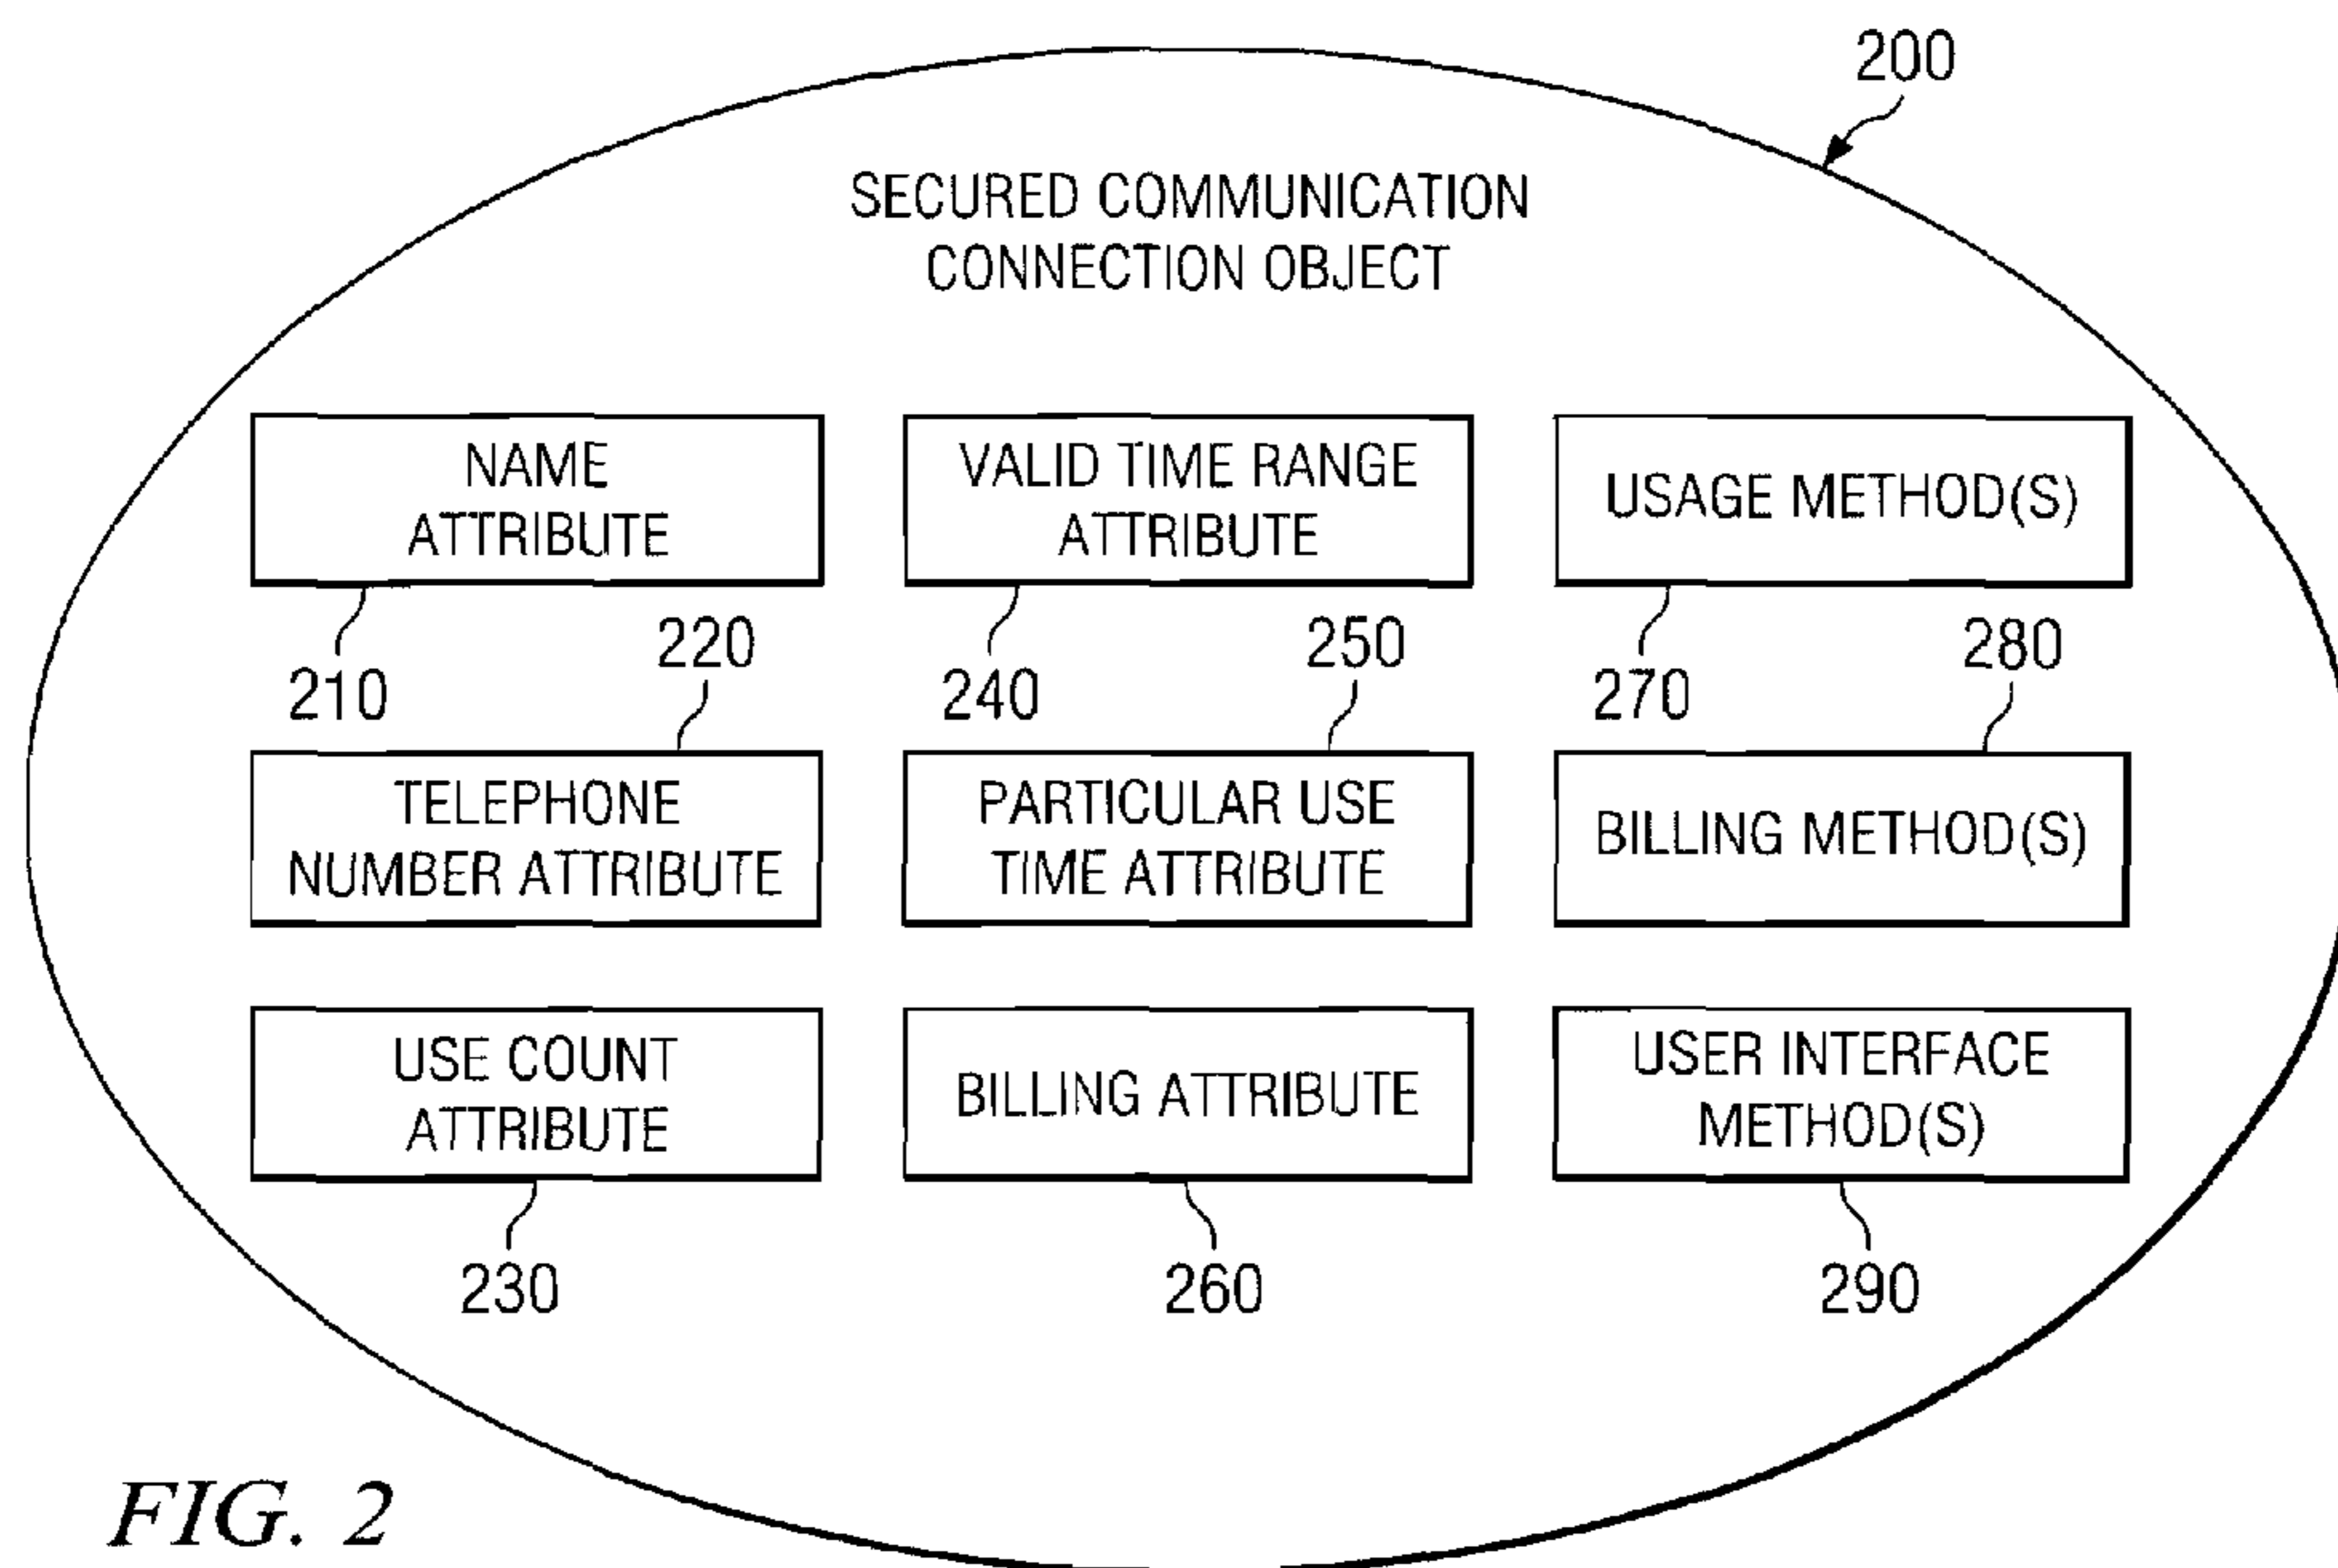 200
SECURED COMMUNICATION
CONNECTION OBJECT
NAME
ATTRIBUTE
VALID TIME RANGE
ATTRIBUTE
USAGE METHOD(S)
210
220
240
250
270
280
TELEPHONE
NUMBER ATTRIBUTE
PARTICULAR USE
TIME ATTRIBUTE
BILLING METHOD(S)
USE COUNT
ATTRIBUTE
BILLING ATTRIBUTE
USER INTERFACE
METHOD(S)
230
260
290
FIG. 2